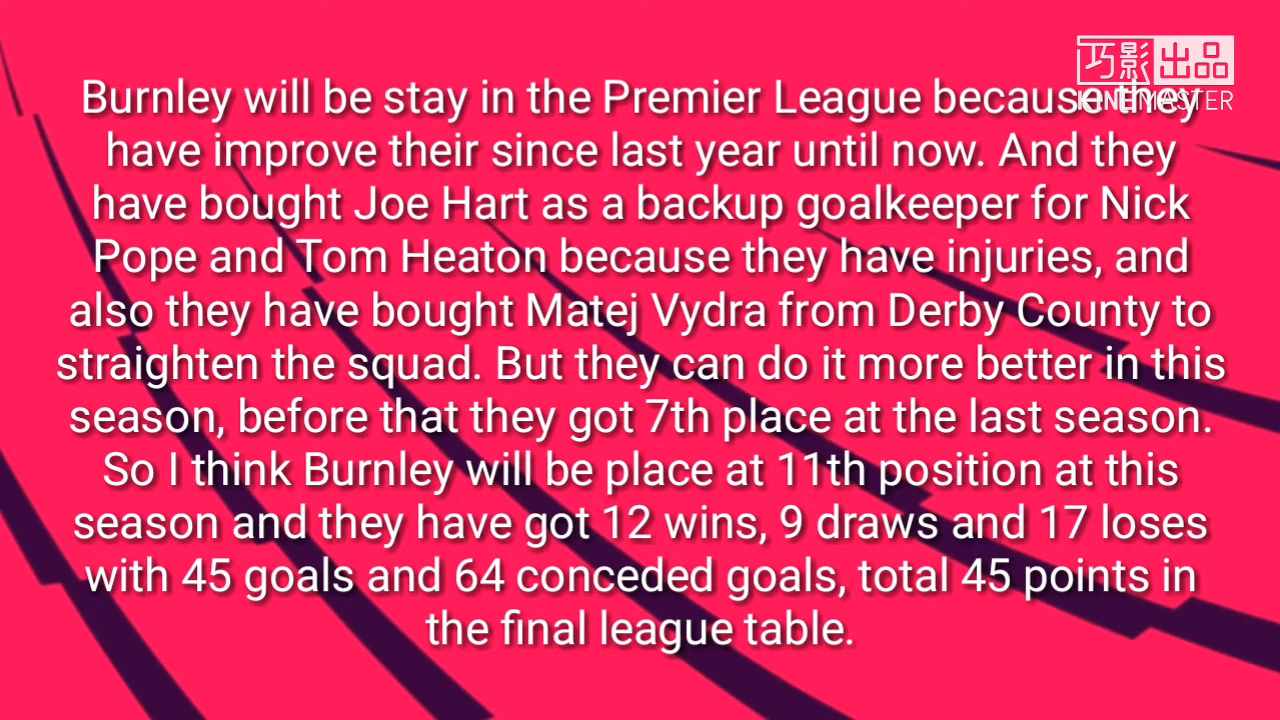 巧影出品
KINEMASTER
Burnley will be stay in the Premier League because they
have improve their since last year until now. And they
have bought Joe Hart as a backup goalkeeper for Nick
Pope and Tom Heaton because they have injuries, and
also they have bought Matej Vydra from Derby County to
straighten the squad. But they can do it more better in this
season, before that they got 7th place at the last season.
So I think Burnley will be place at 11th position at this
season and they have got 12 wins, 9 draws and 17 loses
with 45 goals and 64 conceded goals, total 45 points in
the final league table.